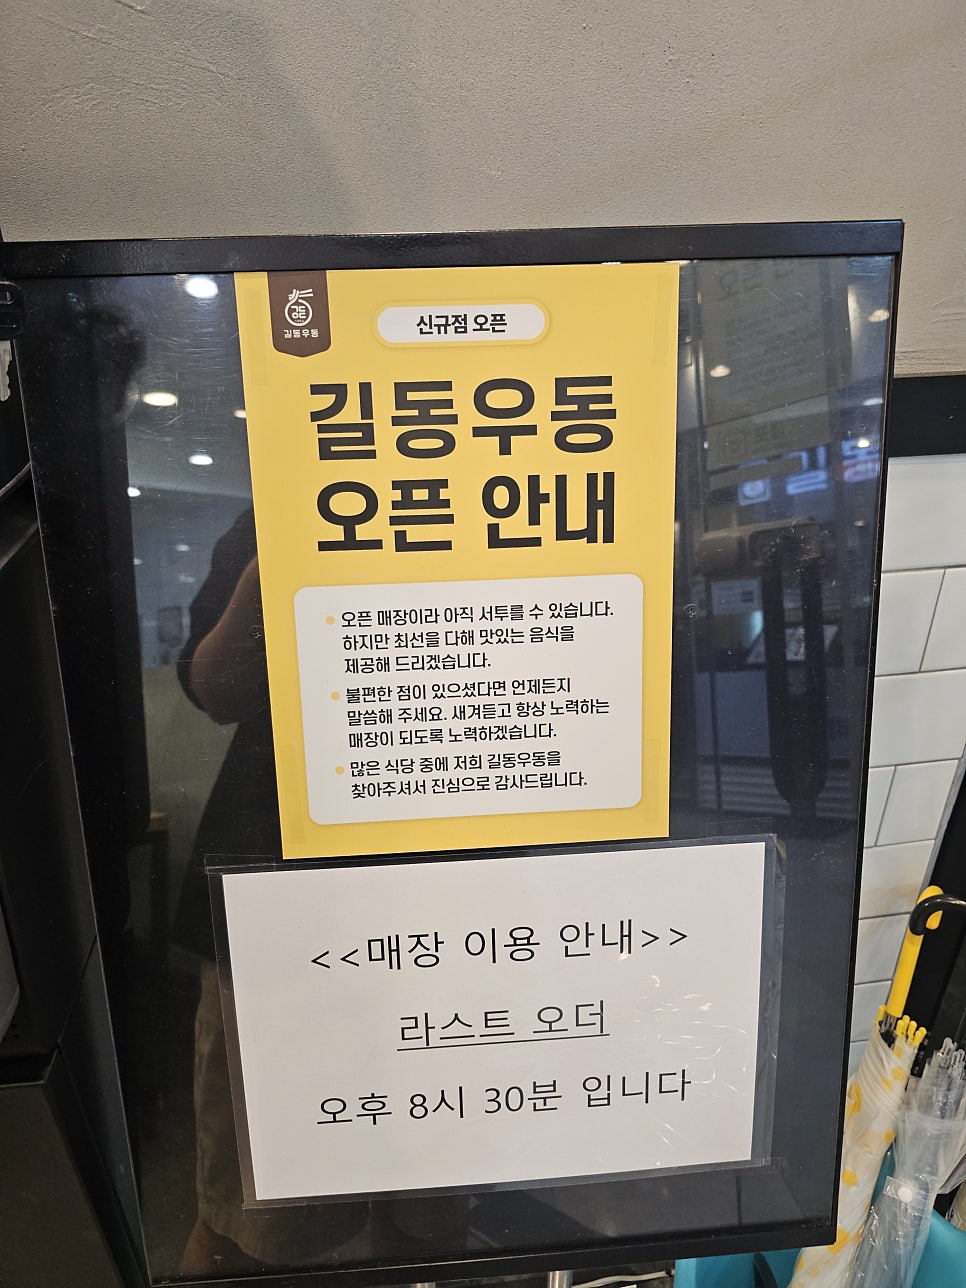 길동우동
신규점 오픈
길동우동
오픈 안내
오픈 매장이라 아직 서투를 수 있습니다.
하지만 최선을 다해 맛있는 음식을
제공해 드리겠습니다.
불편한 점이 있으셨다면 언제든지
말씀해 주세요. 새겨듣고 항상 노력하는
매장이 되도록 노력하겠습니다.
많은 식당 중에 저희 길동우동을
찾아주셔서 진심으로 감사드립니다.
<<매장 이용 안내>>
라스트 오더
오후 8시 30분 입니다